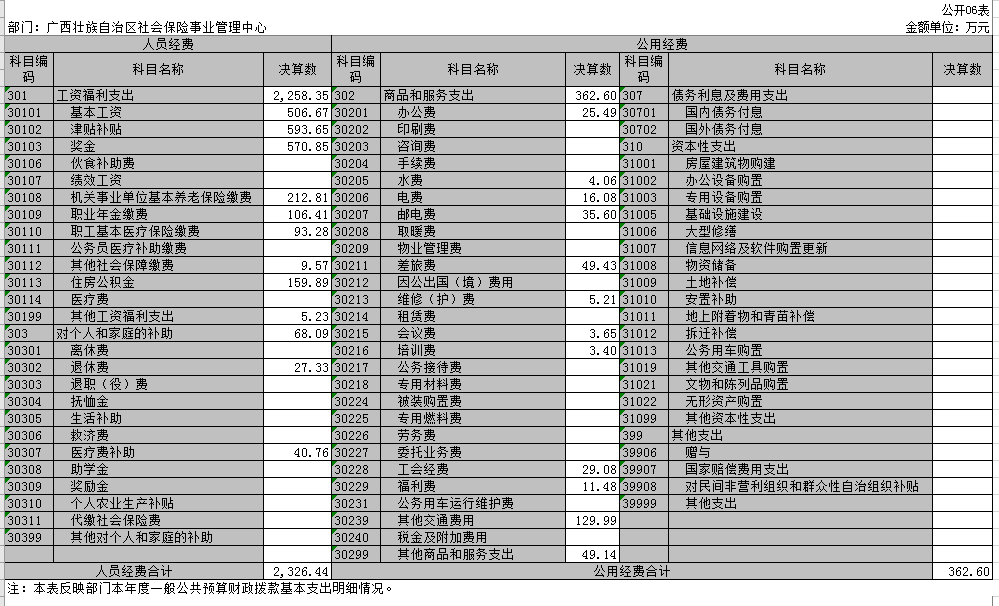 公开06表
部门：广西壮族自治区社会保险事业管理中心 金额单位：万元
人员经费 公用经费
科目编码 科目名称 决算数 科目编码 科目名称 决算数 科目编码 科目名称 决算数
301 工资福利支出 2,258.35 302 商品和服务支出 362.60 307 债务利息及费用支出
30101 基本工资 506.67 30201 办公费 25.49 30701 国内债务付息
30102 津贴补贴 593.65 30202 印刷费 30702 国外债务付息
30103 奖金 570.85 30203 咨询费 310 资本性支出
30106 伙食补助费 30204 手续费 31001 房屋建筑物购建
30107 绩效工资 30205 水费 4.06 31002 办公设备购置
30108 机关事业单位基本养老保险缴费 212.81 30206 电费 16.08 31003 专用设备购置
30109 职业年金缴费 106.41 30207 邮电费 35.60 31005 基础设施建设
30110 职工基本医疗保险缴费 93.28 30208 取暖费 31006 大型修缮
30111 公务员医疗补助缴费 30209 物业管理费 31007 信息网络及软件购置更新
30112 其他社会保障缴费 9.57 30211 差旅费 49.43 31008 物资储备
30113 住房公积金 159.89 30212 因公出国（境）费用 31009 土地补偿
30114 医疗费 30213 维修（护）费 5.21 31010 安置补助
30199 其他工资福利支出 5.23 30214 租赁费 31011 地上附着物和青苗补偿
303 对个人和家庭的补助 68.09 30215 会议费 3.65 31012 拆迁补偿
30301 离休费 30216 培训费 3.40 31013 公务用车购置
30302 退休费 27.33 30217 公务接待费 31019 其他交通工具购置
30303 退职（役）费 30218 专用材料费 31021 文物和陈列品购置
30304 抚恤金 30224 被装购置费 31022 无形资产购置
30305 生活补助 30225 专用燃料费 31099 其他资本性支出
30306 救济费 30226 劳务费 399 其他支出
30307 医疗费补助 40.76 30227 委托业务费 39906 赠与
30308 助学金 30228 工会经费 29.08 39907 国家赔偿费用支出
30309 奖励金 30229 福利费 11.48 39908 对民间非营利组织和群众性自治组织补贴
30310 个人农业生产补贴 30231 公务用车运行维护费 39999 其他支出
30311 代缴社会保险费 30239 其他交通费用 129.99
30399 其他对个人和家庭的补助 30240 税金及附加费用
30299 其他商品和服务支出 49.14
人员经费合计 2,326.44 公用经费合计 362.60
注：本表反映部门本年度一般公共预算财政拨款基本支出明细情况。